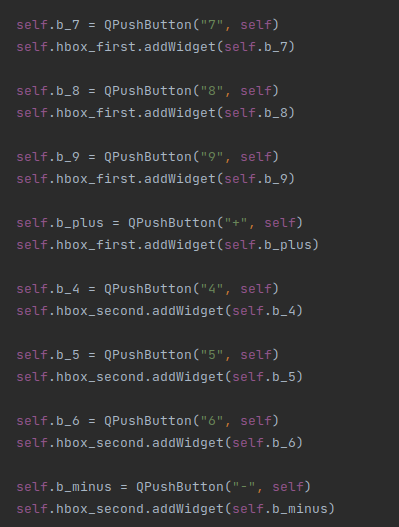 self.b_7 = QPushButton("7", self)
self.hbox_first.addWidget(self.b_7)
self.b_8 = QPushButton("8", self)
self.hbox_first.addWidget(self.b_8)
self.b_9 = QPushButton("9", self)
self.hbox_first.addWidget(self.b_9)
self.b_plus = QPushButton("+", self)
self.hbox_first.addWidget(self.b_plus)
self.b_4 = QPushButton("4", self)
self.hbox_second.addWidget(self.b_4)
self.b_5 = QPushButton("5", self)
self.hbox_second.addWidget(self.b_5)
self.b_6 = QPushButton("6", self)
self.hbox_second.addWidget(self.b_6)
self.b_minus = QPushButton("-", self)
self.hbox_second.addWidget(self.b_minus)